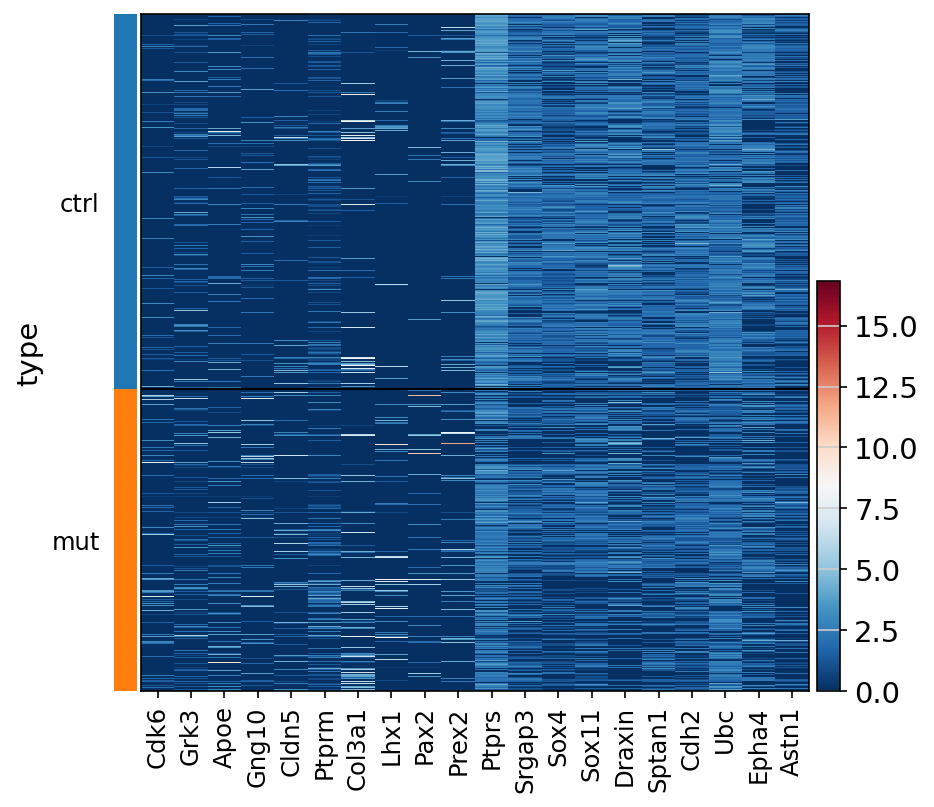 type
ctrl
mut
15.0
12.5
10.0
7.5
5.0
2.5
0.0
Cdk6 Grk3 Apoe Gng10 Cldn5 Ptprm Col3a1 Lhx1 Pax2 Prex2 Ptprs Srgap3 Sox4 Sox11 Draxin Sptan1 Cdh2 Ubc Epha4 Astn1